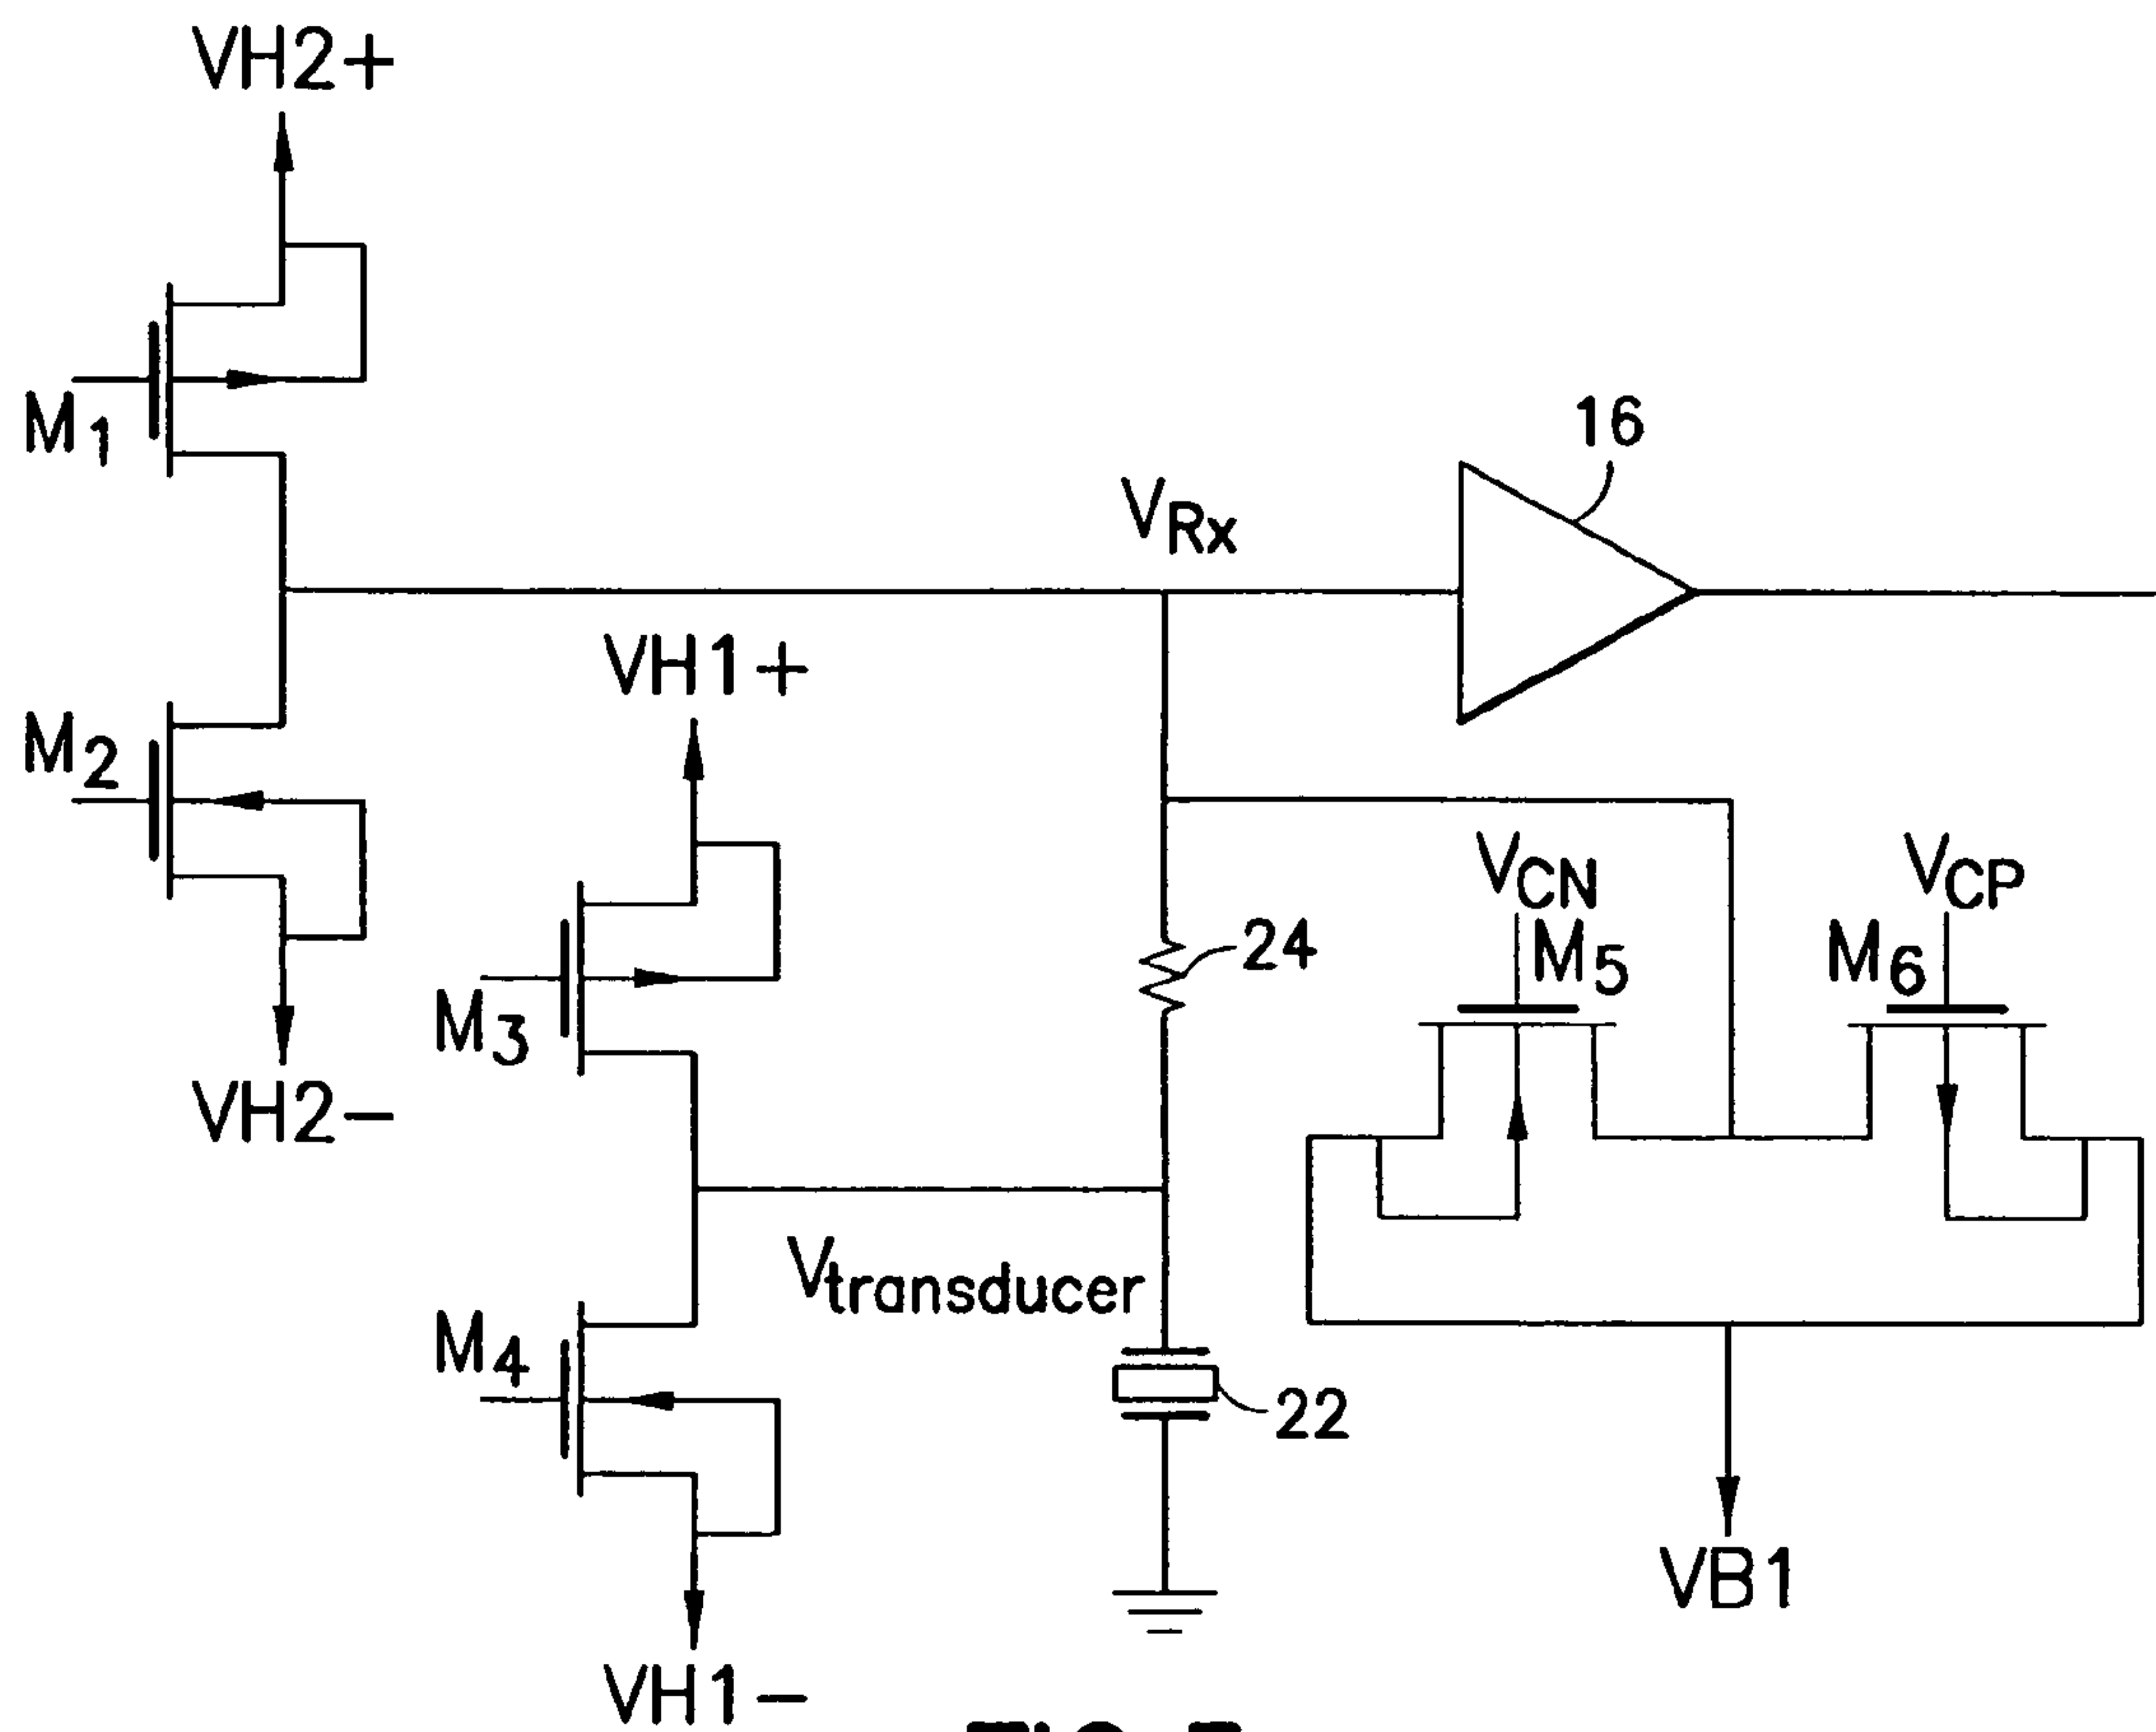 VH2+
M1
16
VRx
VH1+
M2
VCN
VCP
M5
M6
24
M3
VH2-
Vtransducer
M4
22
VB1
VH1-